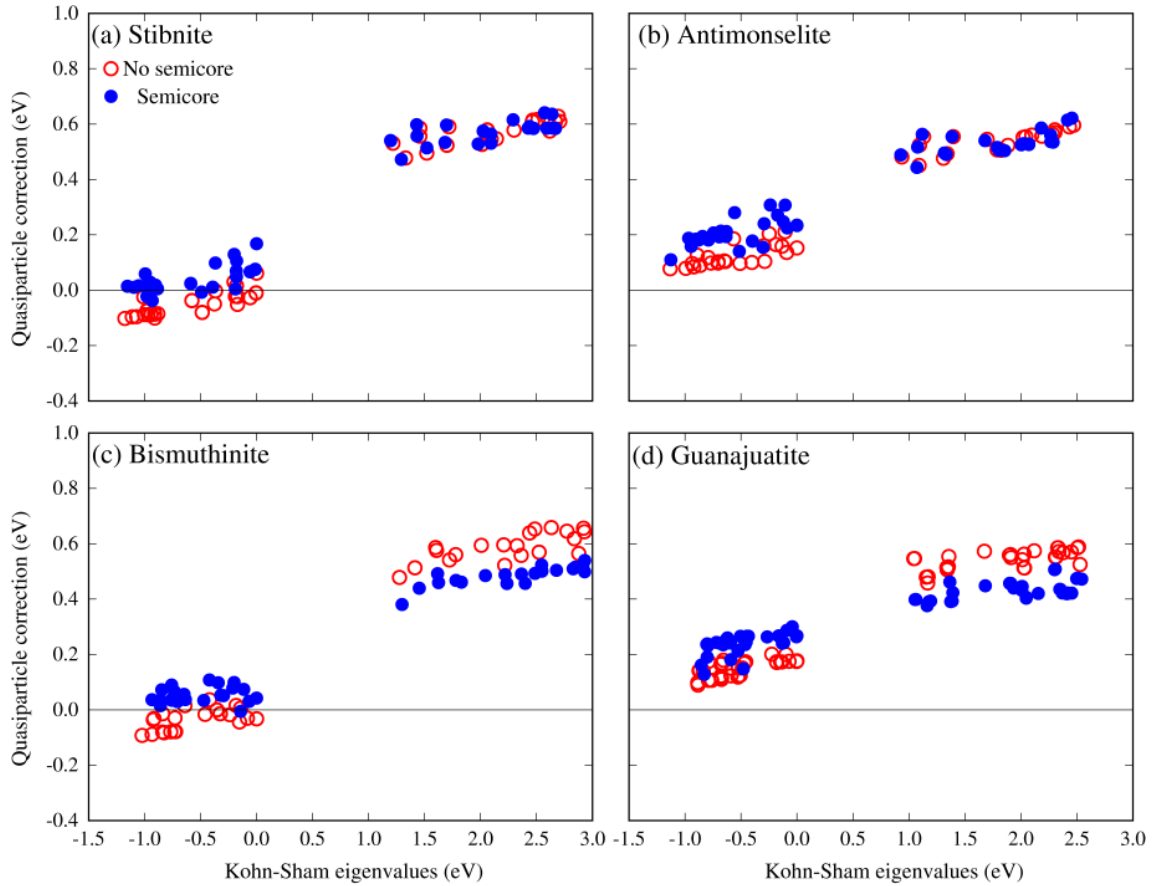 (a) Stibnite
No semicore
Semicore
Quasiparticle correction (eV)
1.0
0.8
0.6
0.4
0.2
0.0
-0.2
-0.4
(b) Antimonselite
(c) Bismuthinite
Quasiparticle correction (eV)
1.0
0.8
0.6
0.4
0.2
0.0
-0.2
-0.4
-1.5 -1.0 -0.5 0.0 0.5 1.0 1.5 2.0 2.5 3.0
Kohn-Sham eigenvalues (eV)
(d) Guanajuatite
-1.5 -1.0 -0.5 0.0 0.5 1.0 1.5 2.0 2.5 3.0
Kohn-Sham eigenvalues (eV)